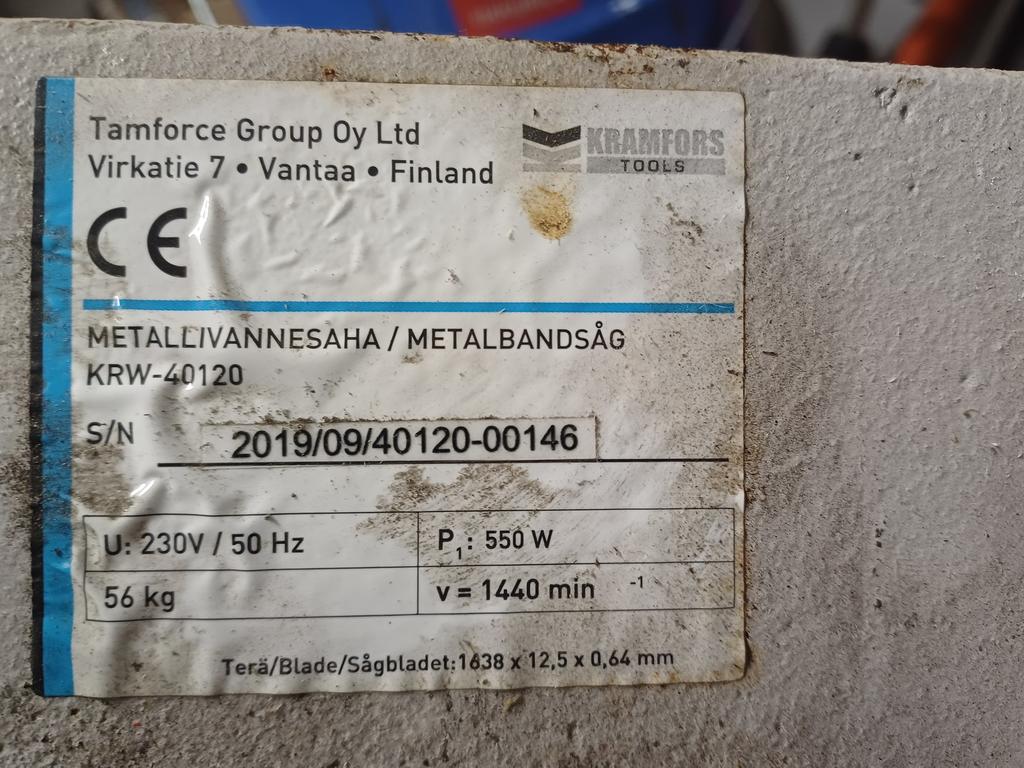 Tamforce Group Oy Ltd
Virkatie 7 • Vantaa • Finland
KRAMFORS
TOOLS
CE
METALLIVANNESAHA / METALBANDSÅG
KRW-40120
S/N 2019/09/40120-00146
U: 230V / 50 Hz
P₁: 550 W
56 kg
v = 1440 min ⁻¹
Terä/Blade/Sågbladet:1638 x 12,5 x 0,64 mm